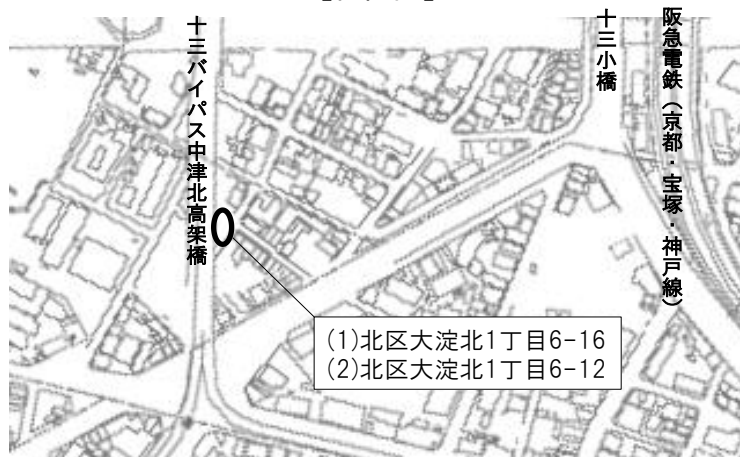 十三バイパス中津北高架橋
十三小橋
阪急電鉄（京都・宝塚・神戸線）
(1)北区大淀北1丁目6-16
(2)北区大淀北1丁目6-12